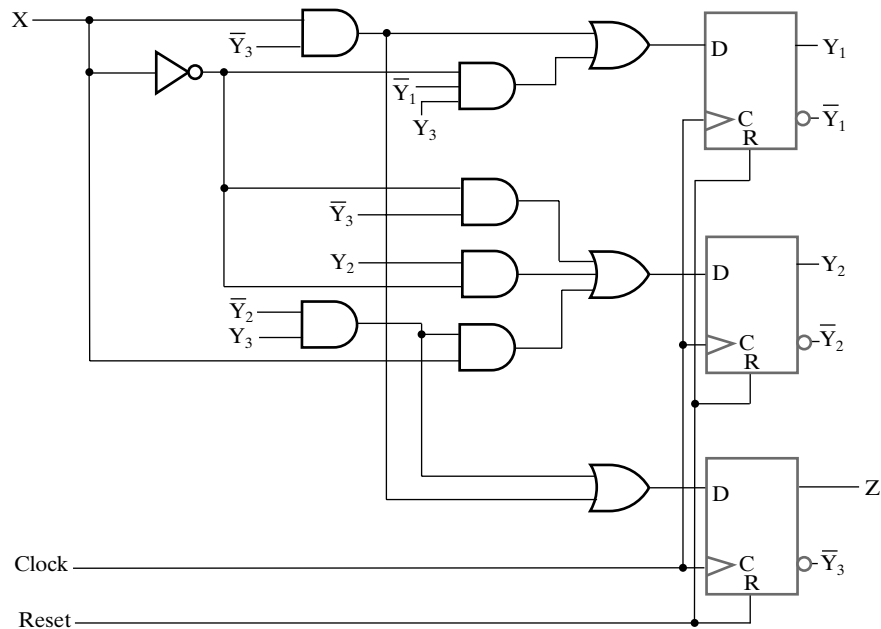 X
Y̅₃
Y̅₁
Y₃
D
Y₁
C
Y̅₁
R
Y̅₃
Y₂
D
Y₂
Y̅₂
Y₃
C
Y̅₂
R
D
Z
Clock
C
Y̅₃
R
Reset